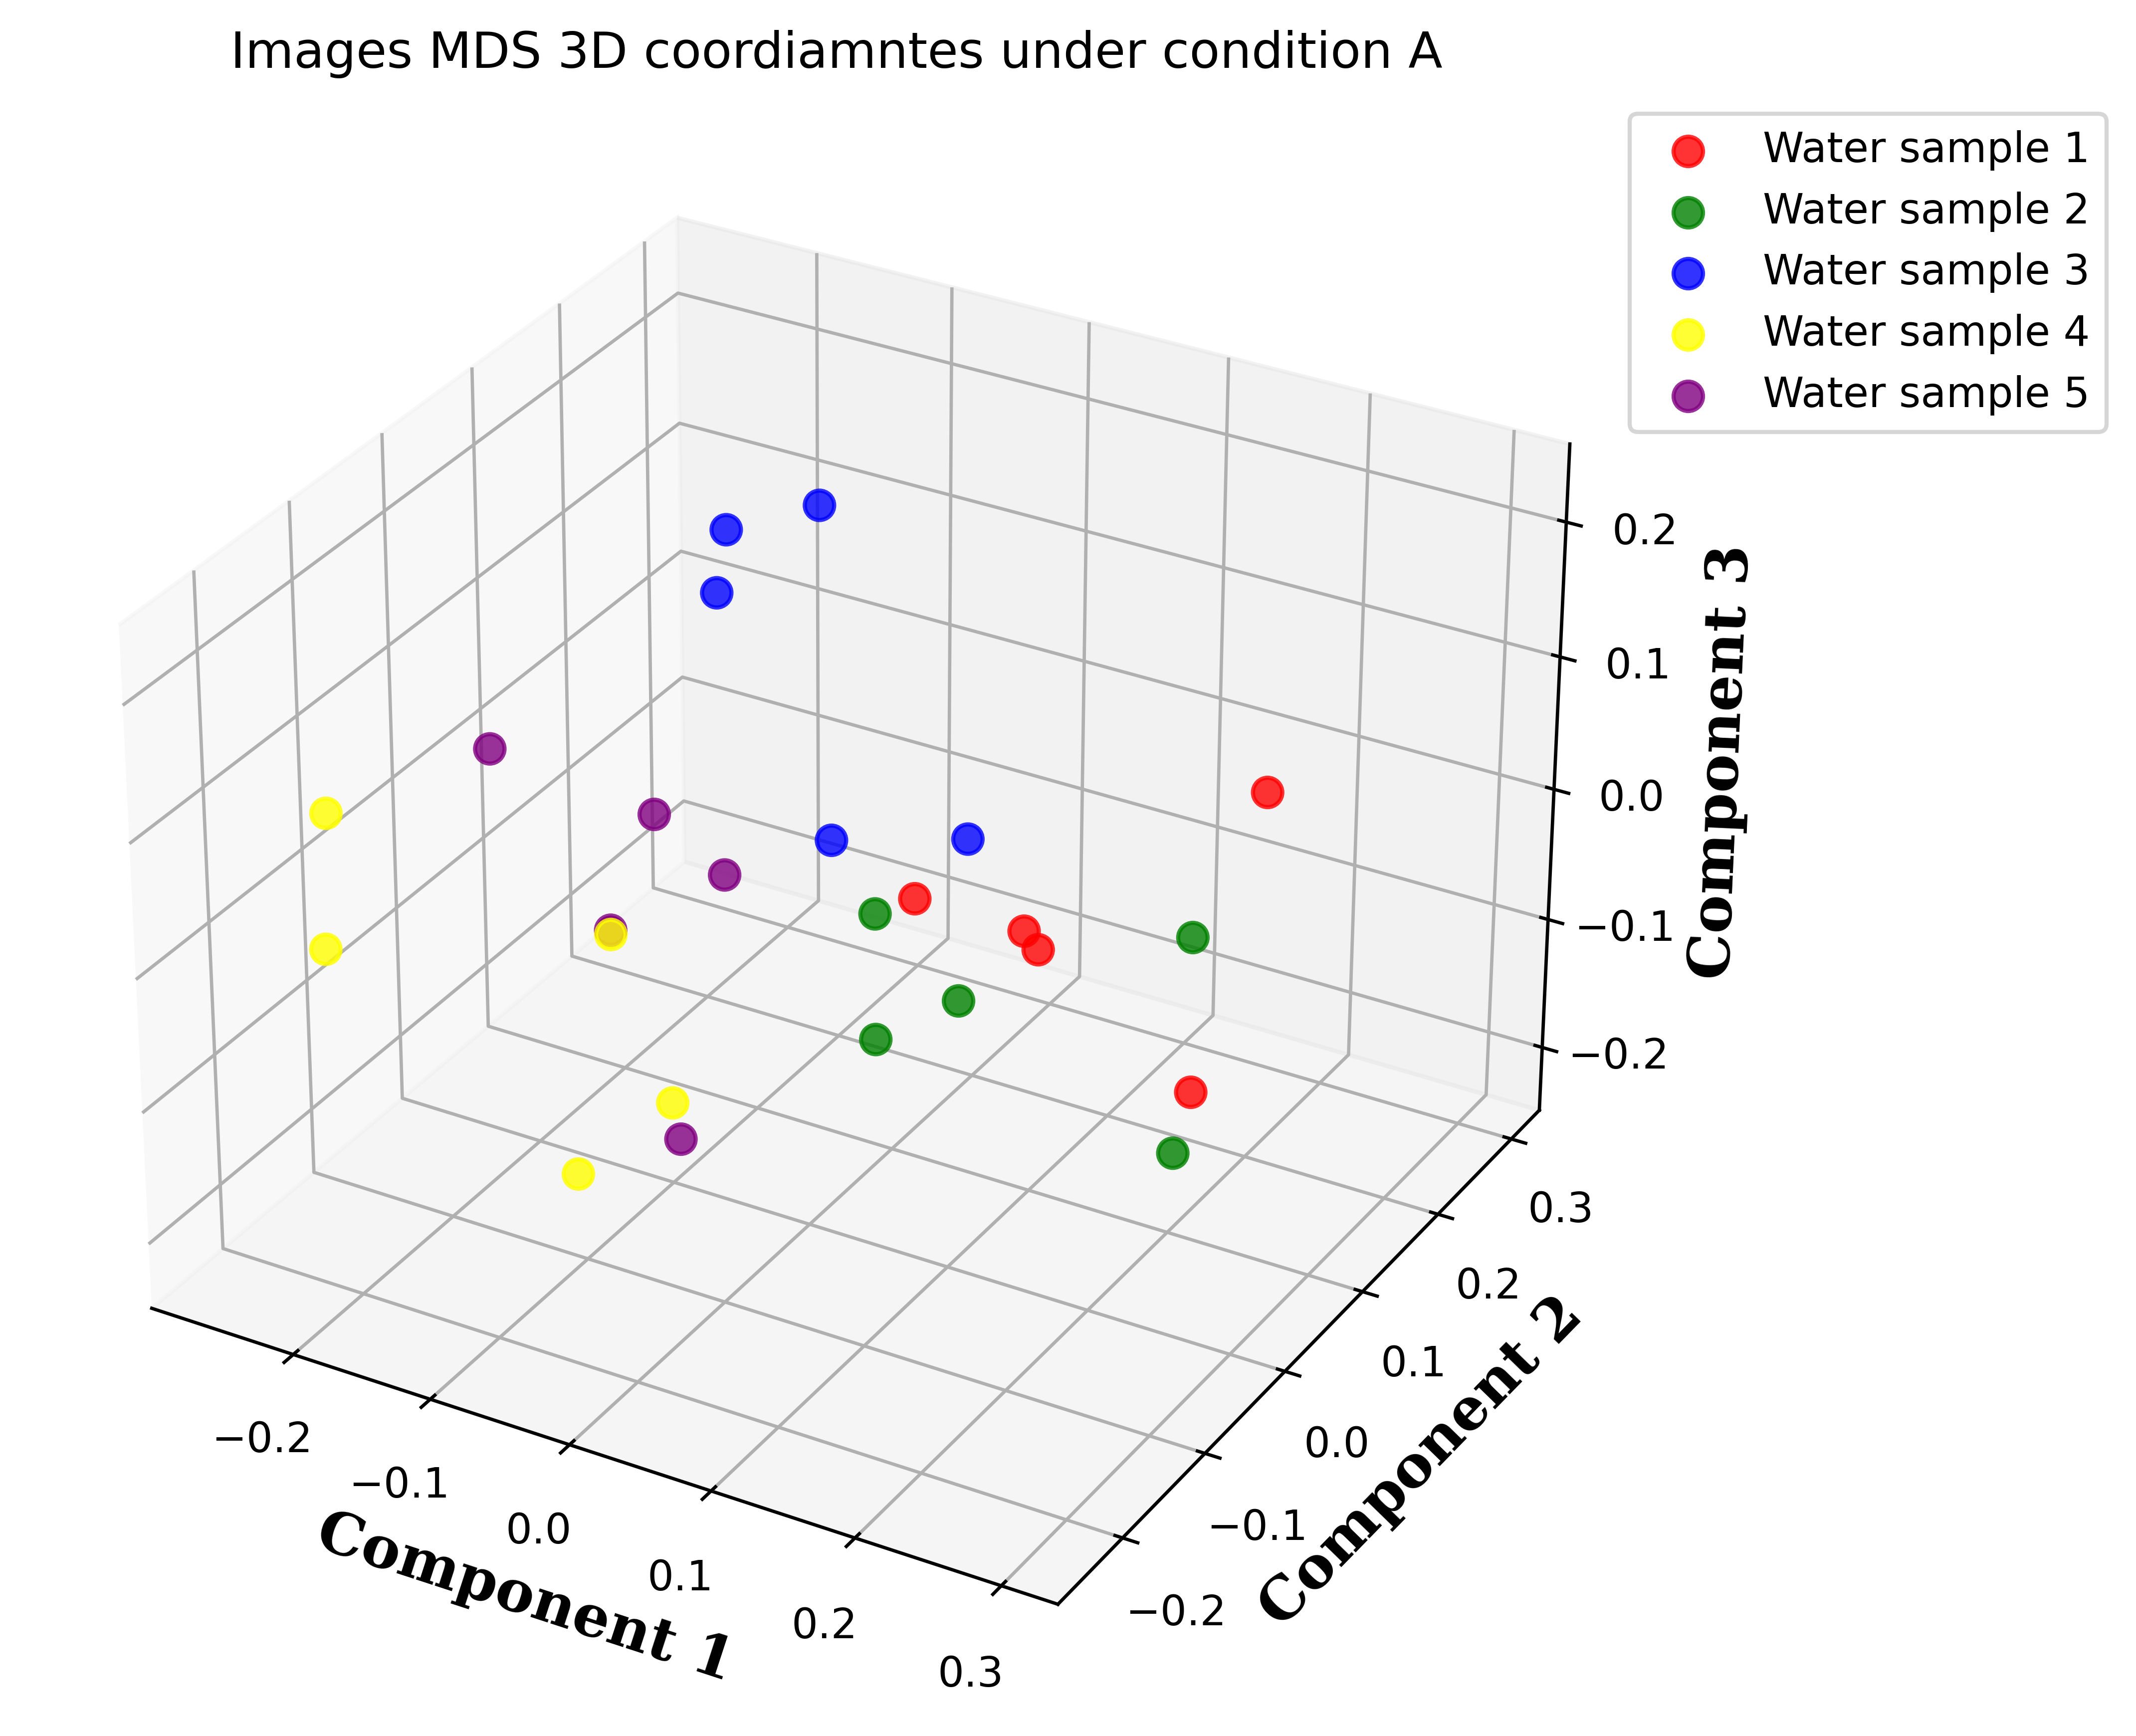 Images MDS 3D coordiamntes under condition A
Water sample 1
Water sample 2
Water sample 3
Water sample 4
Water sample 5
0.2
0.1
0.0
−0.1
−0.2
Component 3
0.3
0.2
0.1
0.0
−0.1
−0.2
Component 2
−0.2
−0.1
0.0
0.1
0.2
0.3
Component 1